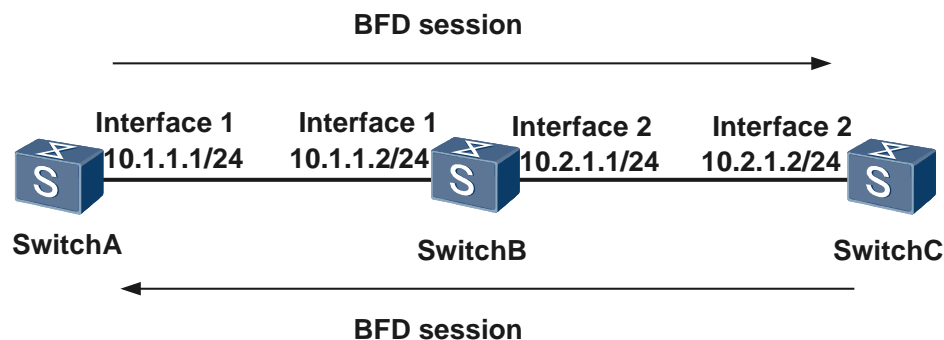 BFD session
Interface 1 Interface 1 Interface 2 Interface 2
10.1.1.1/24 10.1.1.2/24 10.2.1.1/24 10.2.1.2/24
S S S
SwitchA SwitchB SwitchC
BFD session